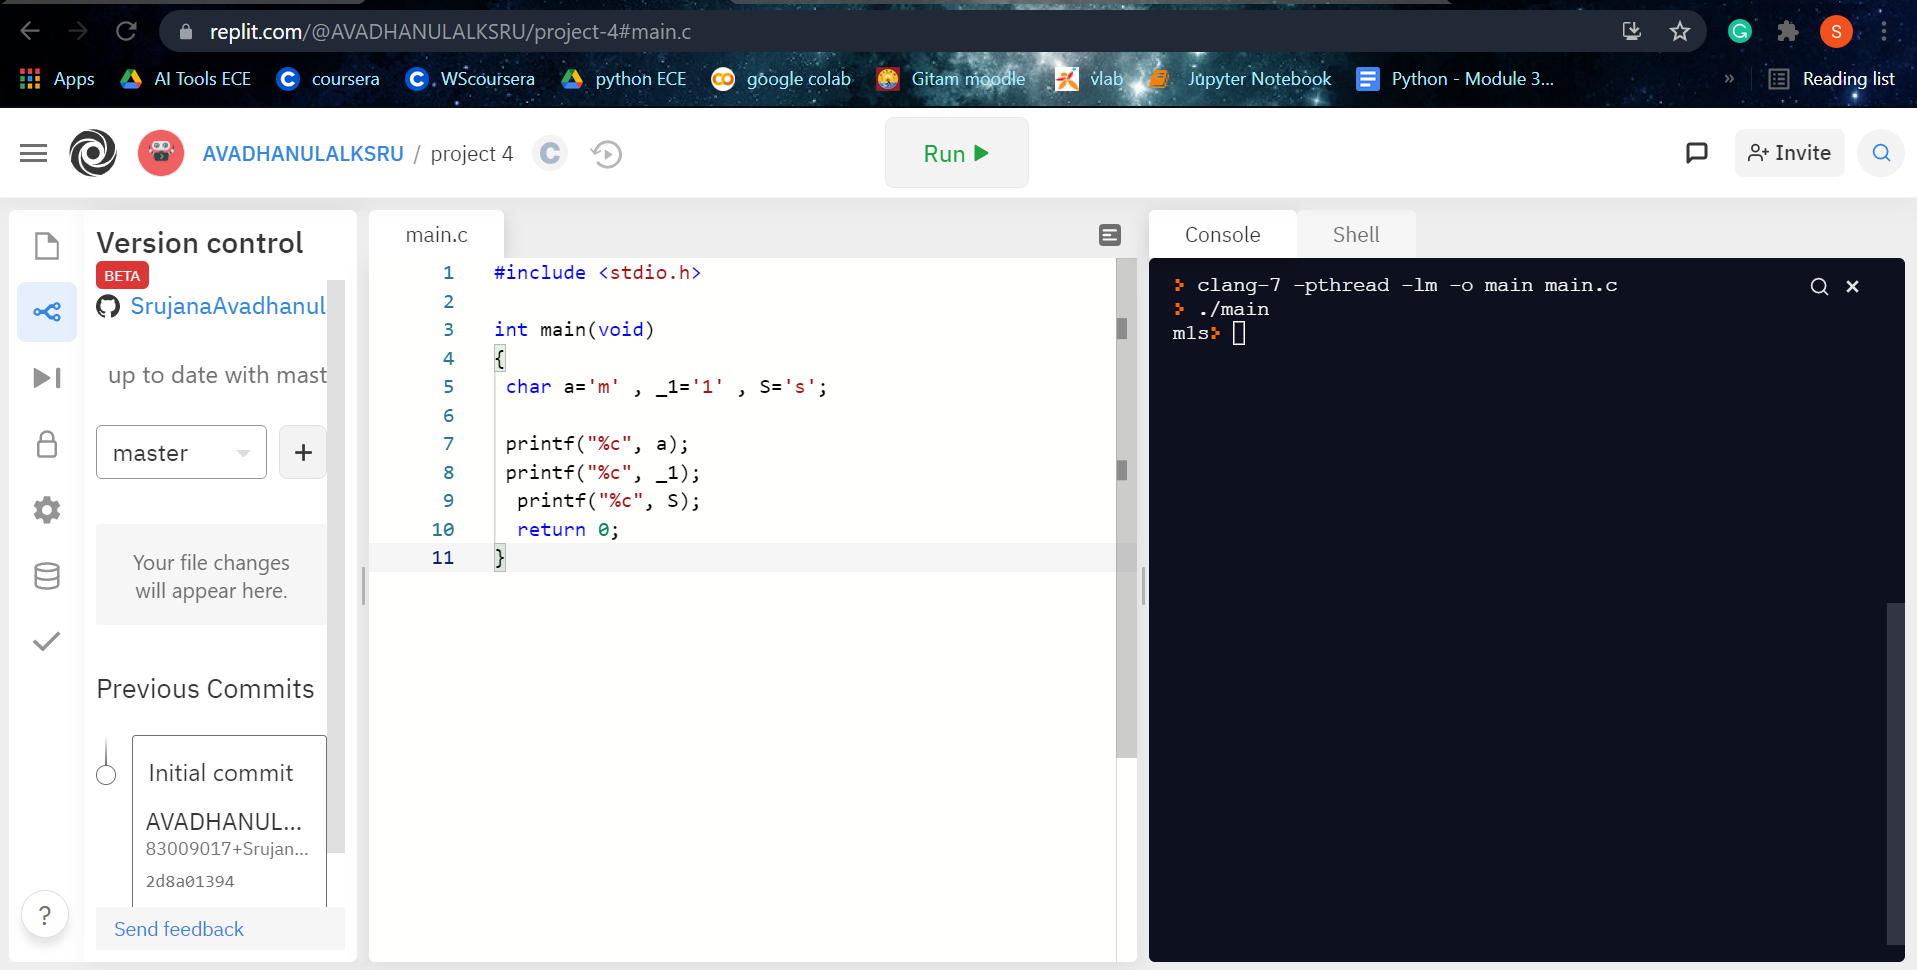 replit.com/@AVADHANULALKSRU/project-4#main.c
S
Apps AI Tools ECE coursera WScoursera python ECE google colab Gitam moodle vlab Jupyter Notebook Python - Module 3... » Reading list
AVADHANULALKSRU / project 4 C
Run
Invite
Version control
BETA
SrujanaAvadhanul
up to date with mast
master
+
Your file changes
will appear here.
Previous Commits
Initial commit
AVADHANUL...
83009017+Srujan...
2d8a01394
Send feedback
?
main.c
1 #include <stdio.h>
2
3 int main(void)
4 {
5 char a='m' , _1='1' , S='s';
6
7 printf("%c", a);
8 printf("%c", _1);
9 printf("%c", S);
10 return 0;
11 }
Console Shell
clang-7 -pthread -lm -o main main.c
./main
m1s